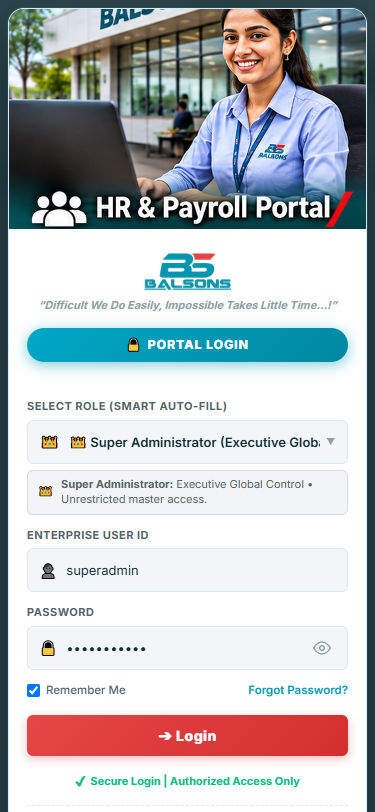 BALSONS
BALSONS
HR & Payroll Portal
BS
BALSONS
"Difficult We Do Easily, Impossible Takes Little Time...!"
PORTAL LOGIN
SELECT ROLE (SMART AUTO-FILL)
Super Administrator (Executive Globa
Super Administrator: Executive Global Control •
Unrestricted master access.
ENTERPRISE USER ID
superadmin
PASSWORD
•••••••••••
Remember Me
Forgot Password?
➔ Login
✔ Secure Login | Authorized Access Only